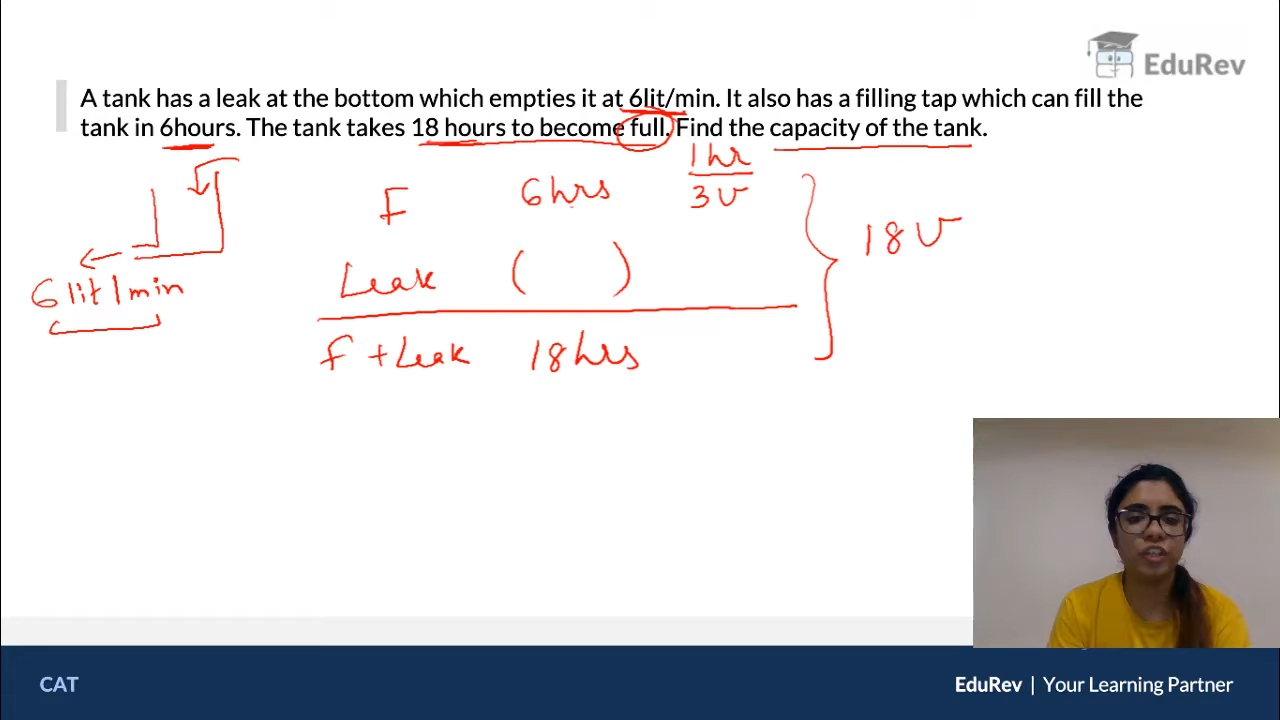 EduRev
A tank has a leak at the bottom which empties it at 6lit/min. It also has a filling tap which can fill the
tank in 6hours. The tank takes 18 hours to become full. Find the capacity of the tank.
F 6hrs 1hr
3U
18U
Leak ( )
6 lit/min
F + Leak 18hrs
CAT
EduRev | Your Learning Partner